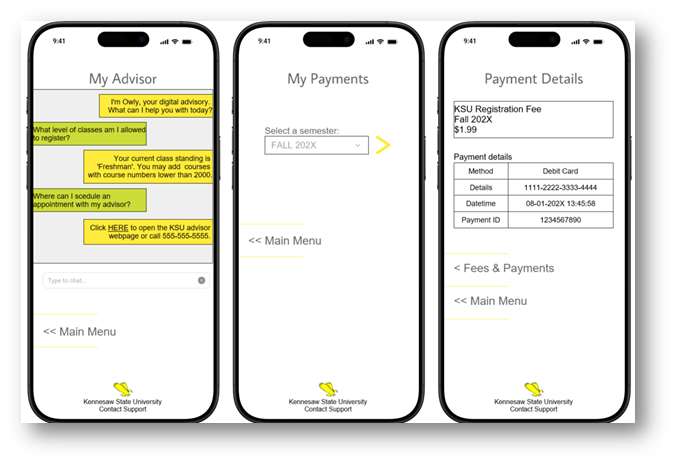 9:41
My Advisor
I'm Owly, your digital advisory.
What can I help you with today?
What level of classes am I allowed
to register?
Your current class standing is
'Freshman'. You may add courses
with course numbers lower than 2000.
Where can I scedule an
appointment with my advisor?
Click HERE to open the KSU advisor
webpage or call 555-555-5555.
Type to chat...
<< Main Menu
Kennesaw State University
Contact Support
9:41
My Payments
Select a semester:
FALL 202X
>
<< Main Menu
Kennesaw State University
Contact Support
9:41
Payment Details
KSU Registration Fee
Fall 202X
$1.99
Payment details
Method Debit Card
Details 1111-2222-3333-4444
Datetime 08-01-202X 13:45:58
Payment ID 1234567890
< Fees & Payments
<< Main Menu
Kennesaw State University
Contact Support